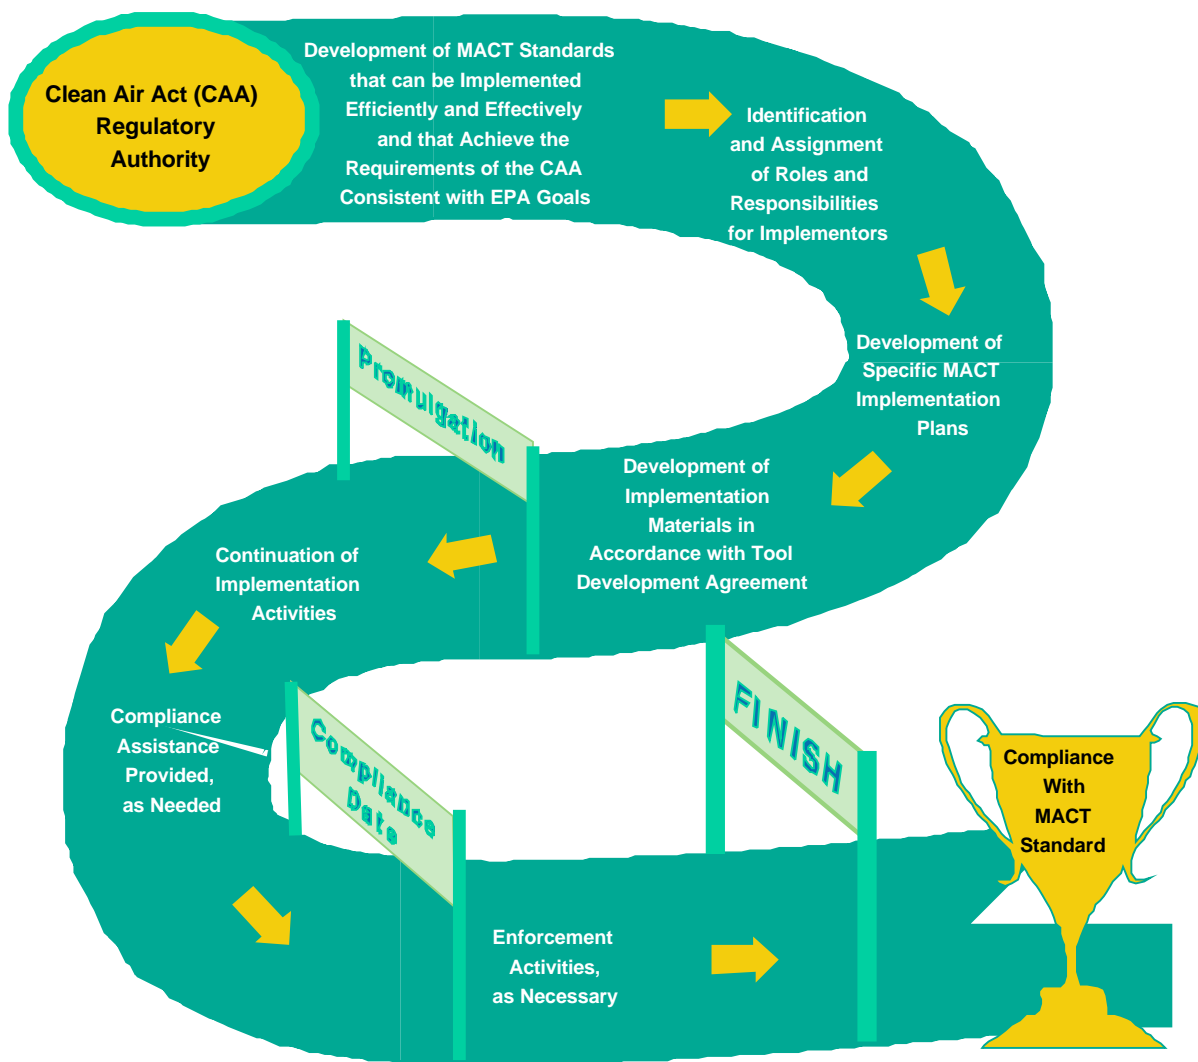 Clean Air Act (CAA)
Regulatory
Authority
Development of MACT Standards
that can be Implemented
Efficiently and Effectively
and that Achieve the
Requirements of the CAA
Consistent with EPA Goals
Identification
and Assignment
of Roles and
Responsibilities
for Implementors
Development of
Specific MACT
Implementation
Plans
Development of
Implementation
Materials in
Accordance with Tool
Development Agreement
Promulgation
Continuation of
Implementation
Activities
Compliance
Assistance
Provided,
as Needed
Compliance
Date
Enforcement
Activities,
as Necessary
FINISH
Compliance
With
MACT
Standard